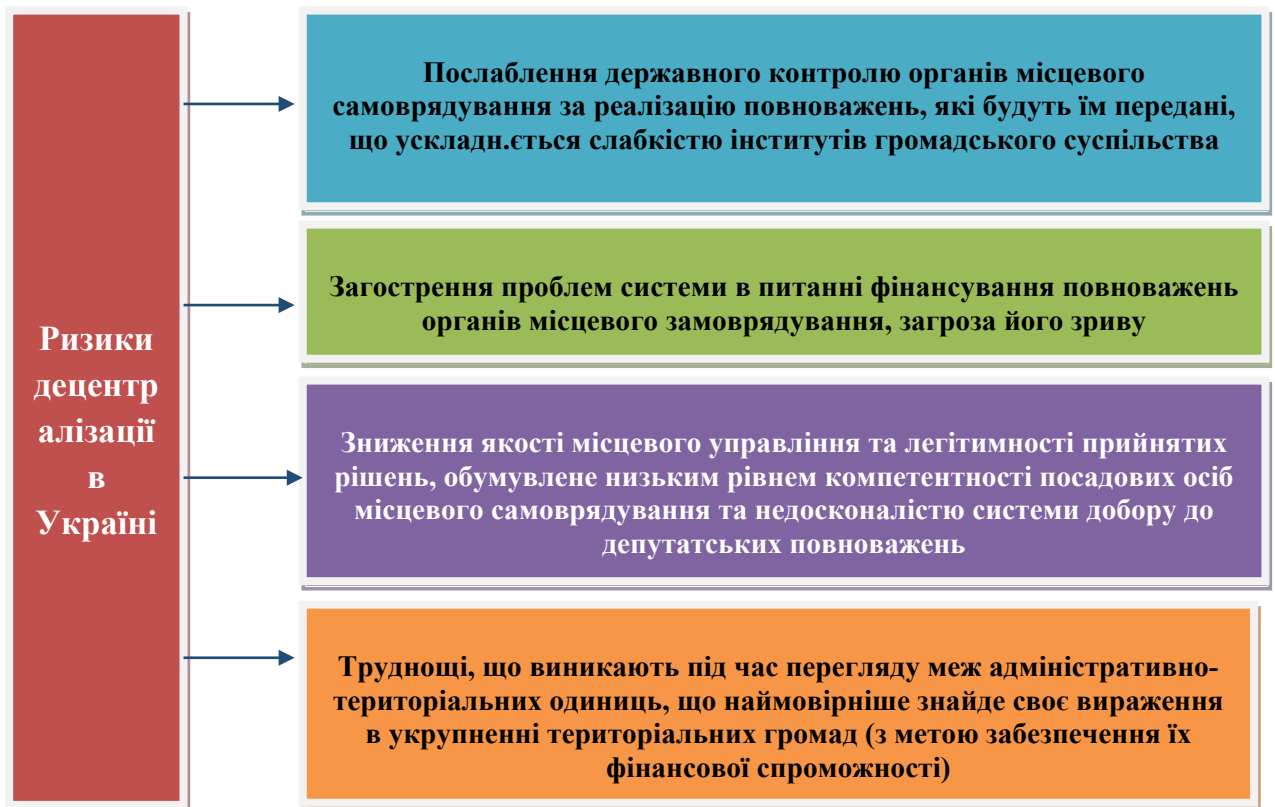 Ризики
децентр
алізації
в
Україні
Послаблення державного контролю органів місцевого
самоврядування за реалізацію повноважень, які будуть їм передані,
що ускладн.ється слабкістю інститутів громадського суспільства
Загострення проблем системи в питанні фінансування повноважень
органів місцевого замоврядування, загроза його зриву
Зниження якості місцевого управління та легітимності прийнятих
рішень, обумувлене низьким рівнем компетентності посадових осіб
місцевого самоврядування та недосконалістю системи добору до
депутатських повноважень
Труднощі, що виникають під час перегляду меж адміністративно-
територіальних одиниць, що наймовірніше знайде своє вираження
в укрупненні територіальних громад (з метою забезпечення їх
фінансової спроможності)